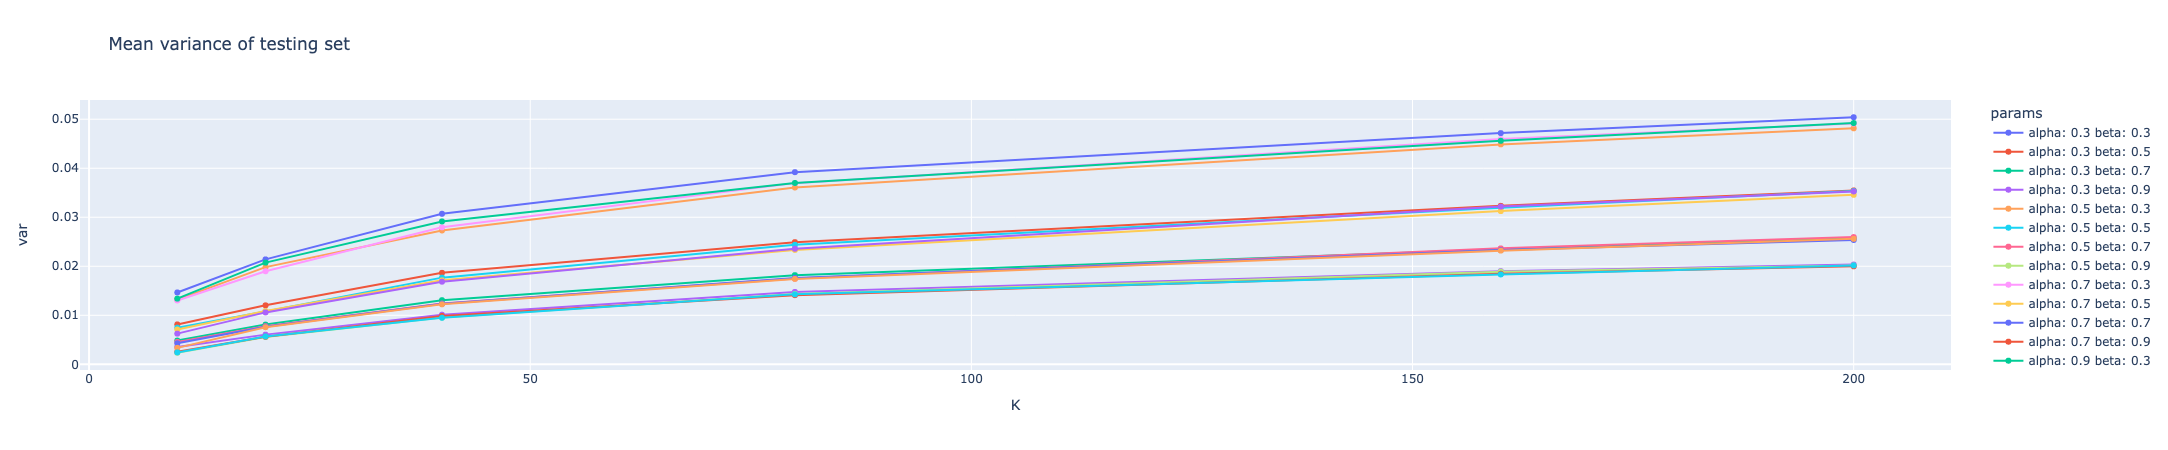 Mean variance of testing set
0.05
0.04
0.03
0.02
0.01
0
var
0
50
100
150
200
K
params
alpha: 0.3 beta: 0.3
alpha: 0.3 beta: 0.5
alpha: 0.3 beta: 0.7
alpha: 0.3 beta: 0.9
alpha: 0.5 beta: 0.3
alpha: 0.5 beta: 0.5
alpha: 0.5 beta: 0.7
alpha: 0.5 beta: 0.9
alpha: 0.7 beta: 0.3
alpha: 0.7 beta: 0.5
alpha: 0.7 beta: 0.7
alpha: 0.7 beta: 0.9
alpha: 0.9 beta: 0.3